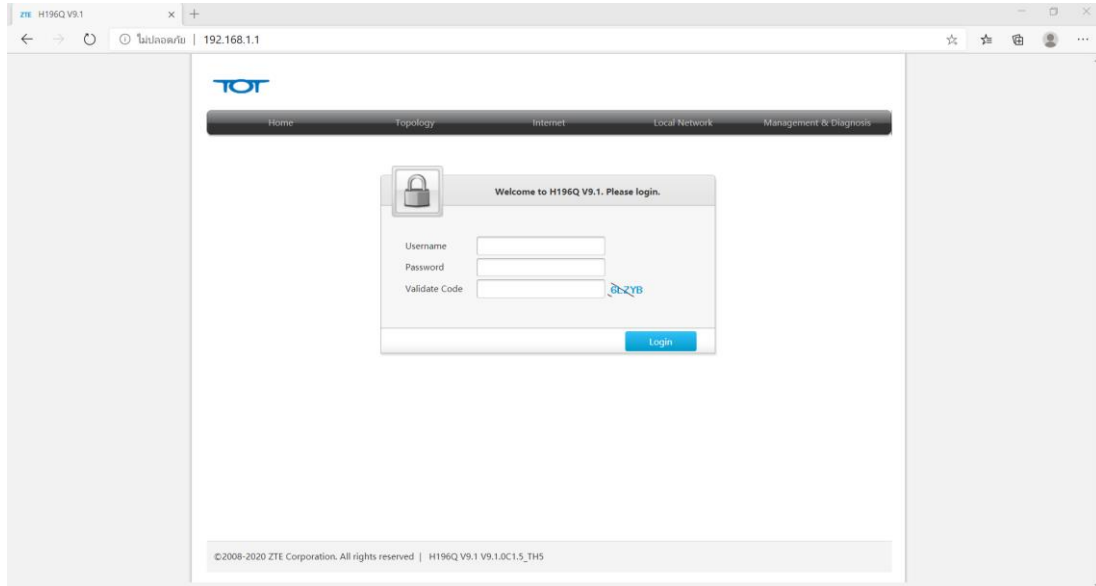 ZTE H196Q V9.1
ไม่ปลอดภัย | 192.168.1.1
TOT
Home Topology Internet Local Network Management & Diagnosis
Welcome to H196Q V9.1. Please login.
Username
Password
Validate Code 6LZYB
Login
©2008-2020 ZTE Corporation. All rights reserved | H196Q V9.1 V9.1.0C1.5_TH5